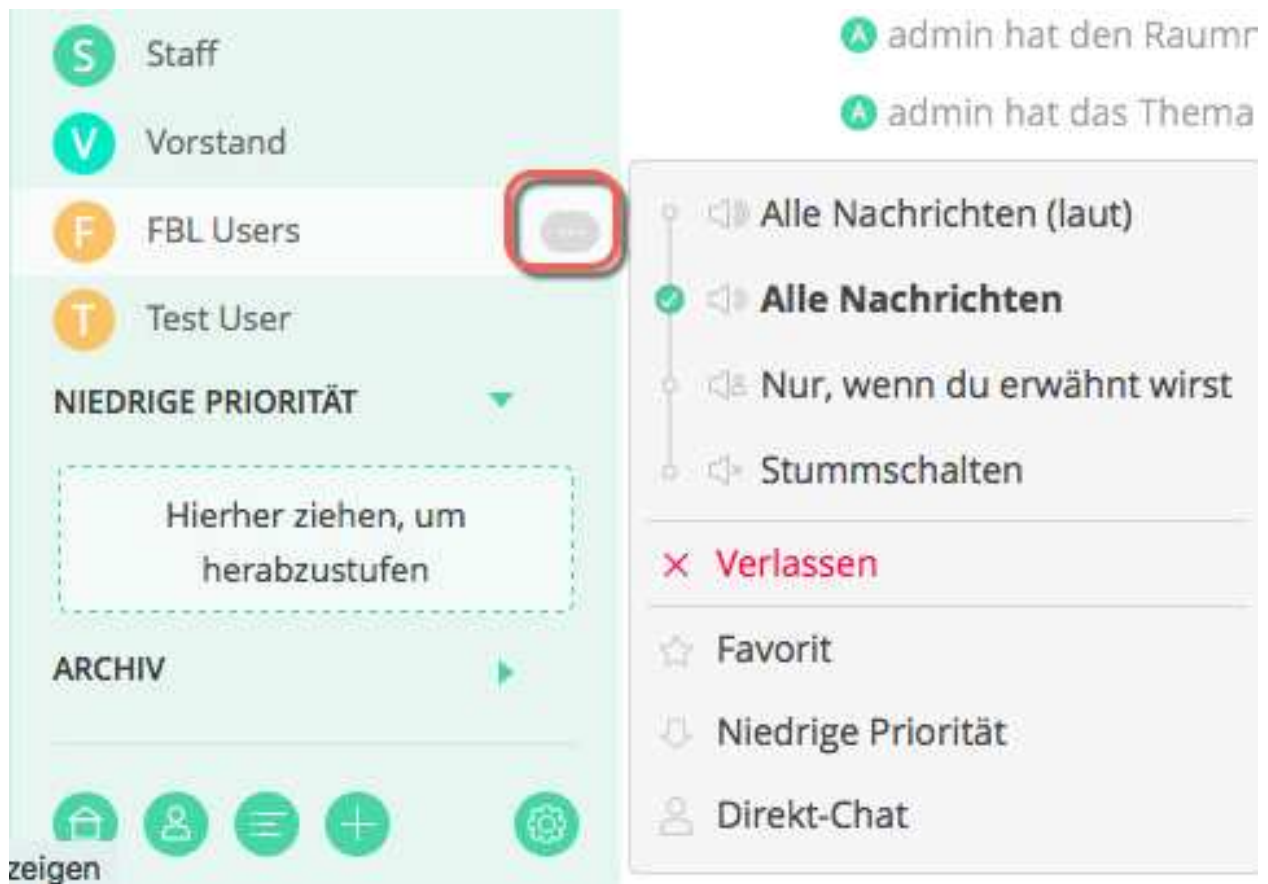 S Staff
V Vorstand
F FBL Users
T Test User
NIEDRIGE PRIORITÄT
Hierher ziehen, um
herabzustufen
ARCHIV
zeigen
A admin hat den
A admin hat das Thema
Alle Nachrichten (laut)
Alle Nachrichten
Nur, wenn du erwähnt wirst
Stummschalten
Verlassen
Favorit
Niedrige Priorität
Direkt-Chat